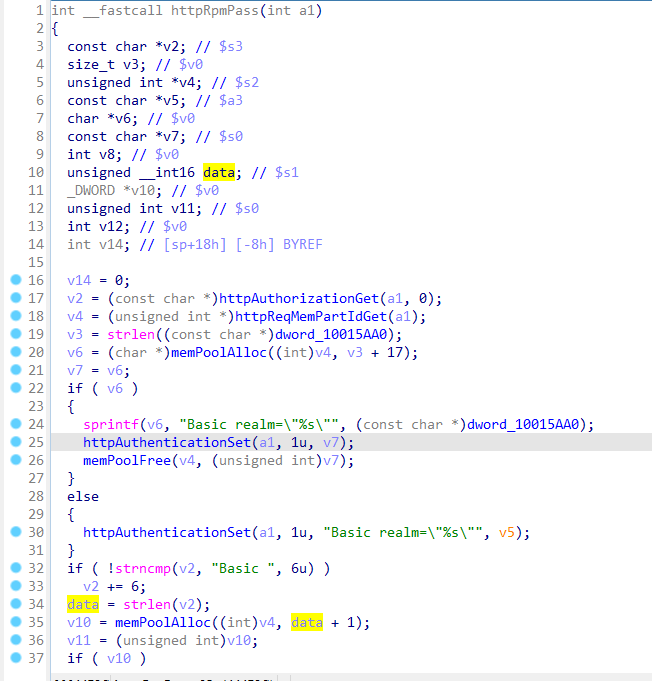 1 int __fastcall httpRpmPass(int a1)
2 {
3 const char *v2; // $s3
4 size_t v3; // $v0
5 unsigned int *v4; // $s2
6 const char *v5; // $a3
7 char *v6; // $v0
8 const char *v7; // $s0
9 int v8; // $v0
10 unsigned __int16 data; // $s1
11 _DWORD *v10; // $v0
12 unsigned int v11; // $s0
13 int v12; // $v0
14 int v14; // [sp+18h] [-8h] BYREF
15
16 v14 = 0;
17 v2 = (const char *)httpAuthorizationGet(a1, 0);
18 v4 = (unsigned int *)httpReqMemPartIdGet(a1);
19 v3 = strlen((const char *)dword_10015AA0);
20 v6 = (char *)memPoolAlloc((int)v4, v3 + 17);
21 v7 = v6;
22 if ( v6 )
23 {
24 sprintf(v6, "Basic realm=\"%s\"", (const char *)dword_10015AA0);
25 httpAuthenticationSet(a1, 1u, v7);
26 memPoolFree(v4, (unsigned int)v7);
27 }
28 else
29 {
30 httpAuthenticationSet(a1, 1u, "Basic realm=\"%s\"", v5);
31 }
32 if ( !strncmp(v2, "Basic ", 6u) )
33 v2 += 6;
34 data = strlen(v2);
35 v10 = memPoolAlloc((int)v4, data + 1);
36 v11 = (unsigned int)v10;
37 if ( v10 )